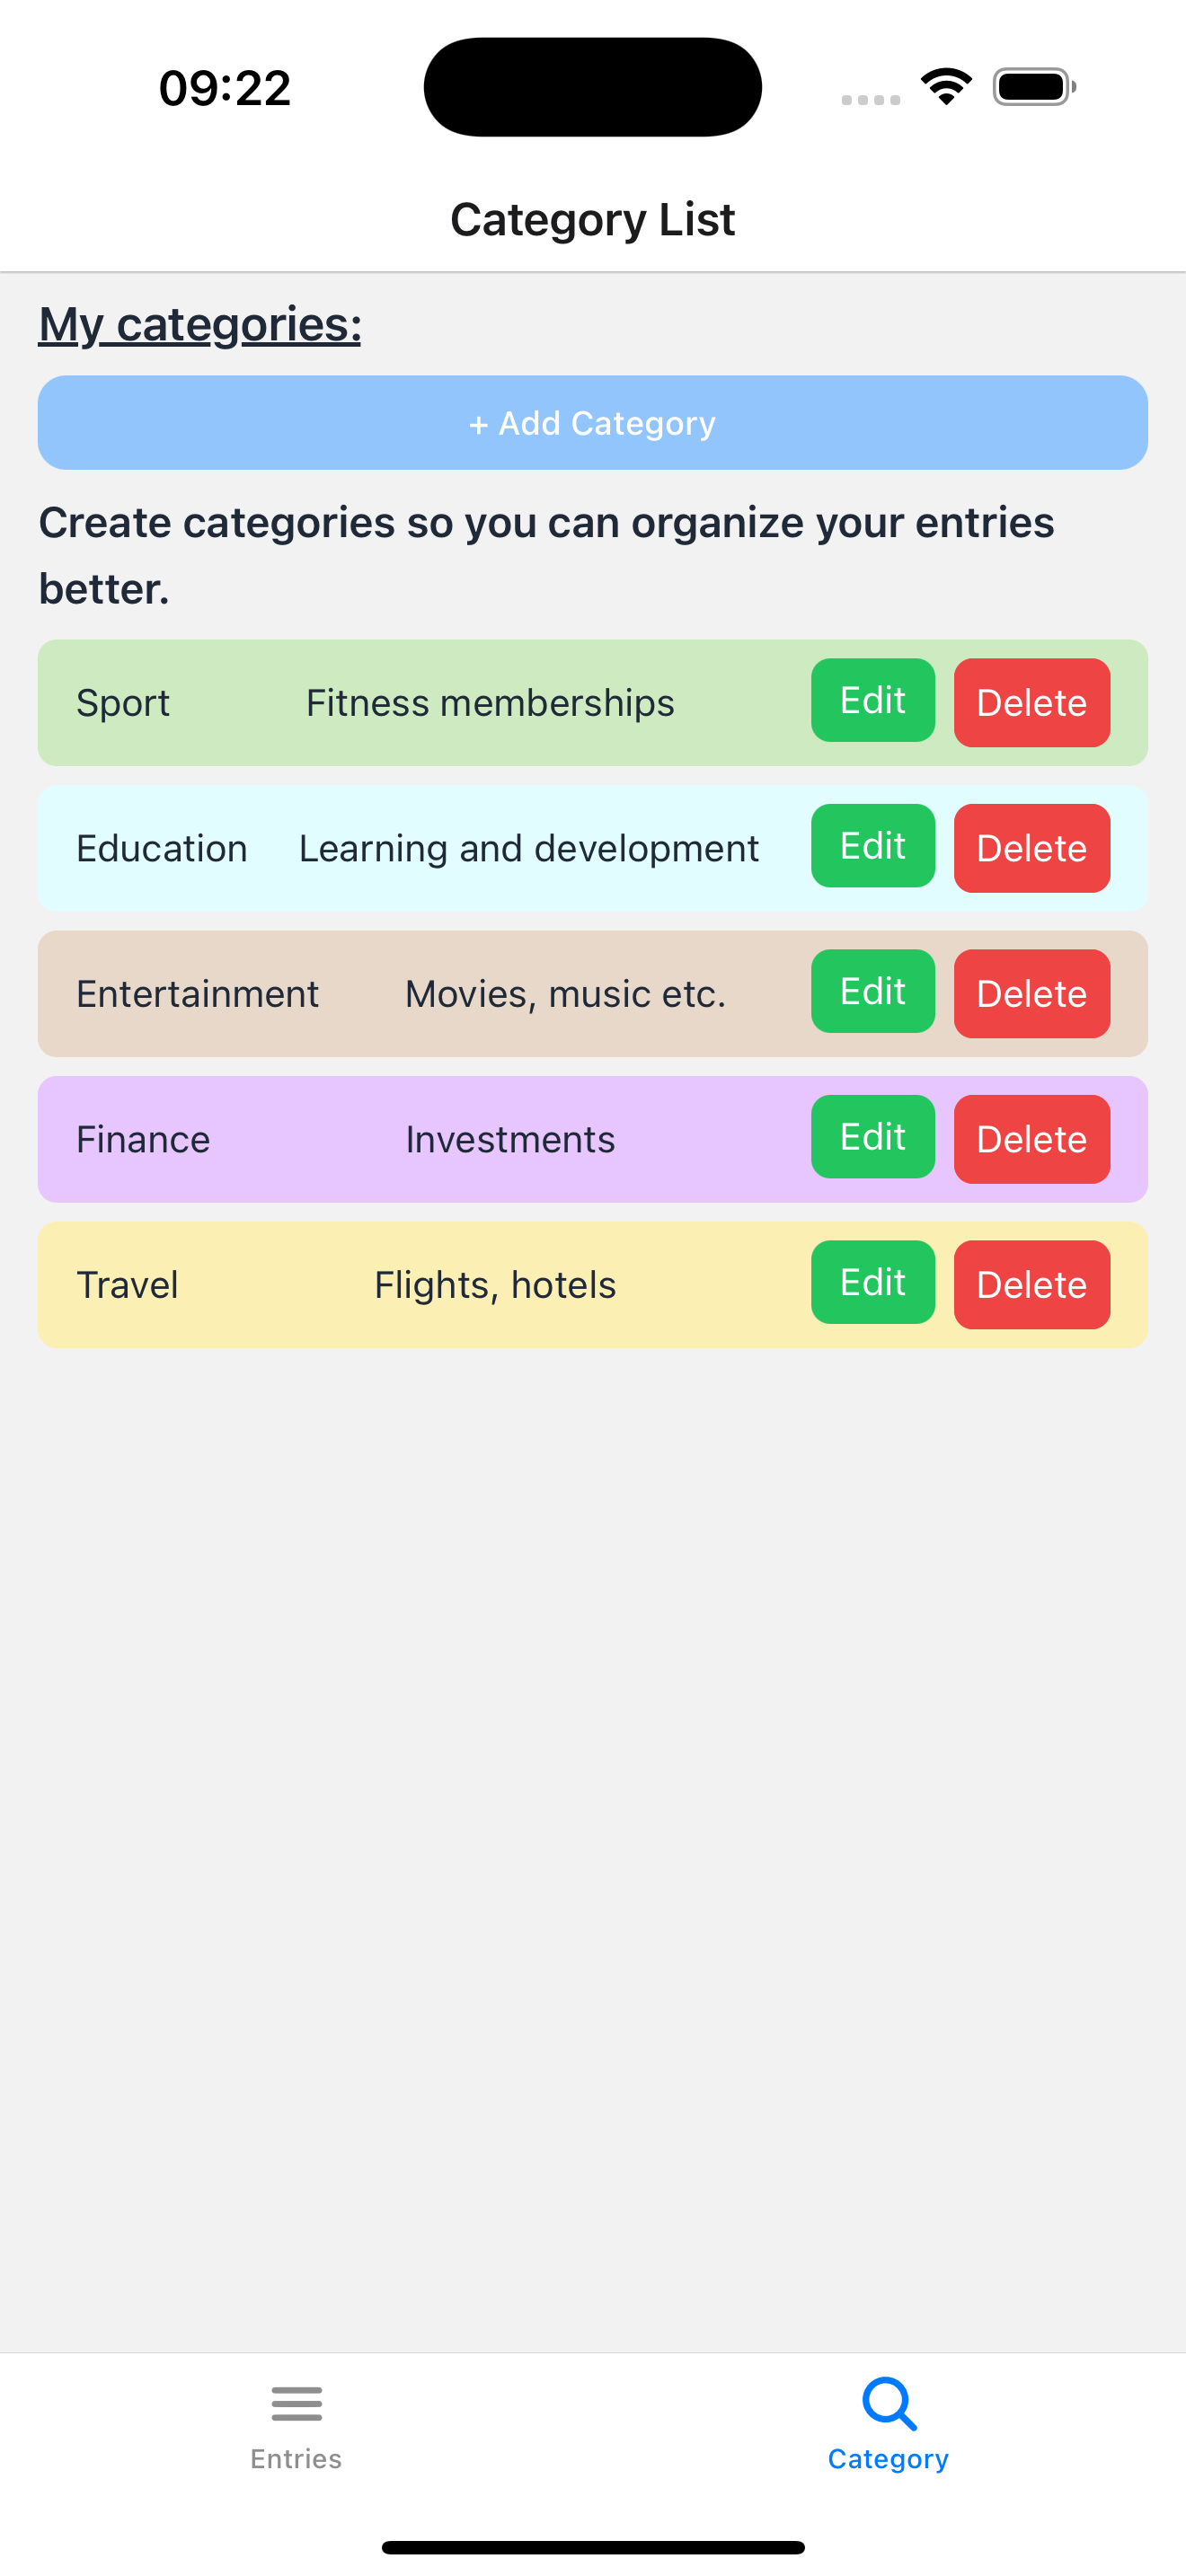 09:22
Category List
My categories:
+ Add Category
Create categories so you can organize your entries
better.
Sport Fitness memberships Edit Delete
Education Learning and development Edit Delete
Entertainment Movies, music etc. Edit Delete
Finance Investments Edit Delete
Travel Flights, hotels Edit Delete
Entries Category